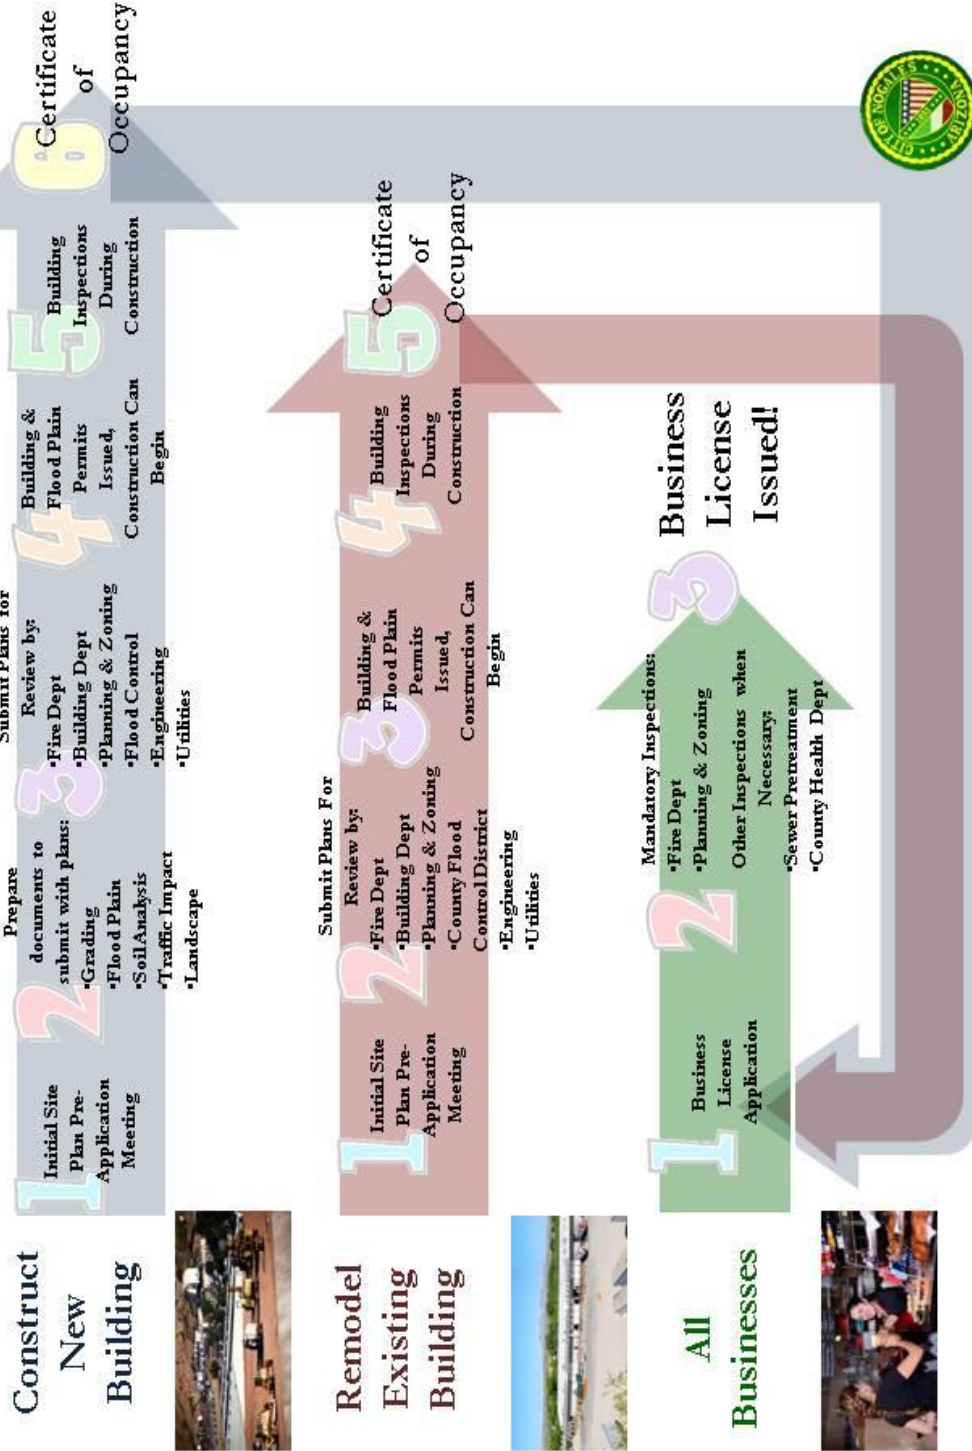 Construct
New
Building
1
Initial Site
Plan Pre-
Application
Meeting
2
Prepare
documents to
submit with plans:
▪Grading
▪Flood Plain
▪Soil Analysis
▪Traffic Impact
▪Landscape
3
Submit Plans for
Review by:
▪Fire Dept
▪Building Dept
▪Planning & Zoning
▪Flood Control
▪Engineering
▪Utilities
4
Building &
Flood Plain
Permits
Issued,
Construction Can
Begin
5
Building
Inspections
During
Construction
6
Certificate
of
Occupancy
Remodel
Existing
Building
1
Initial Site
Plan Pre-
Application
Meeting
2
Submit Plans For
Review by:
▪Fire Dept
▪Building Dept
▪Planning & Zoning
▪County Flood
Control District
▪Engineering
▪Utilities
3
Building &
Flood Plain
Permits
Issued,
Construction Can
Begin
4
Building
Inspections
During
Construction
5
Certificate
of
Occupancy
All
Businesses
1
Business
License
Application
2
Mandatory Inspections:
▪Fire Dept
▪Planning & Zoning
Other Inspections when
Necessary:
▪Sewer Pretreatment
▪County Health Dept
3
Business
License
Issued!
CITY OF NOGALES
ARIZONA